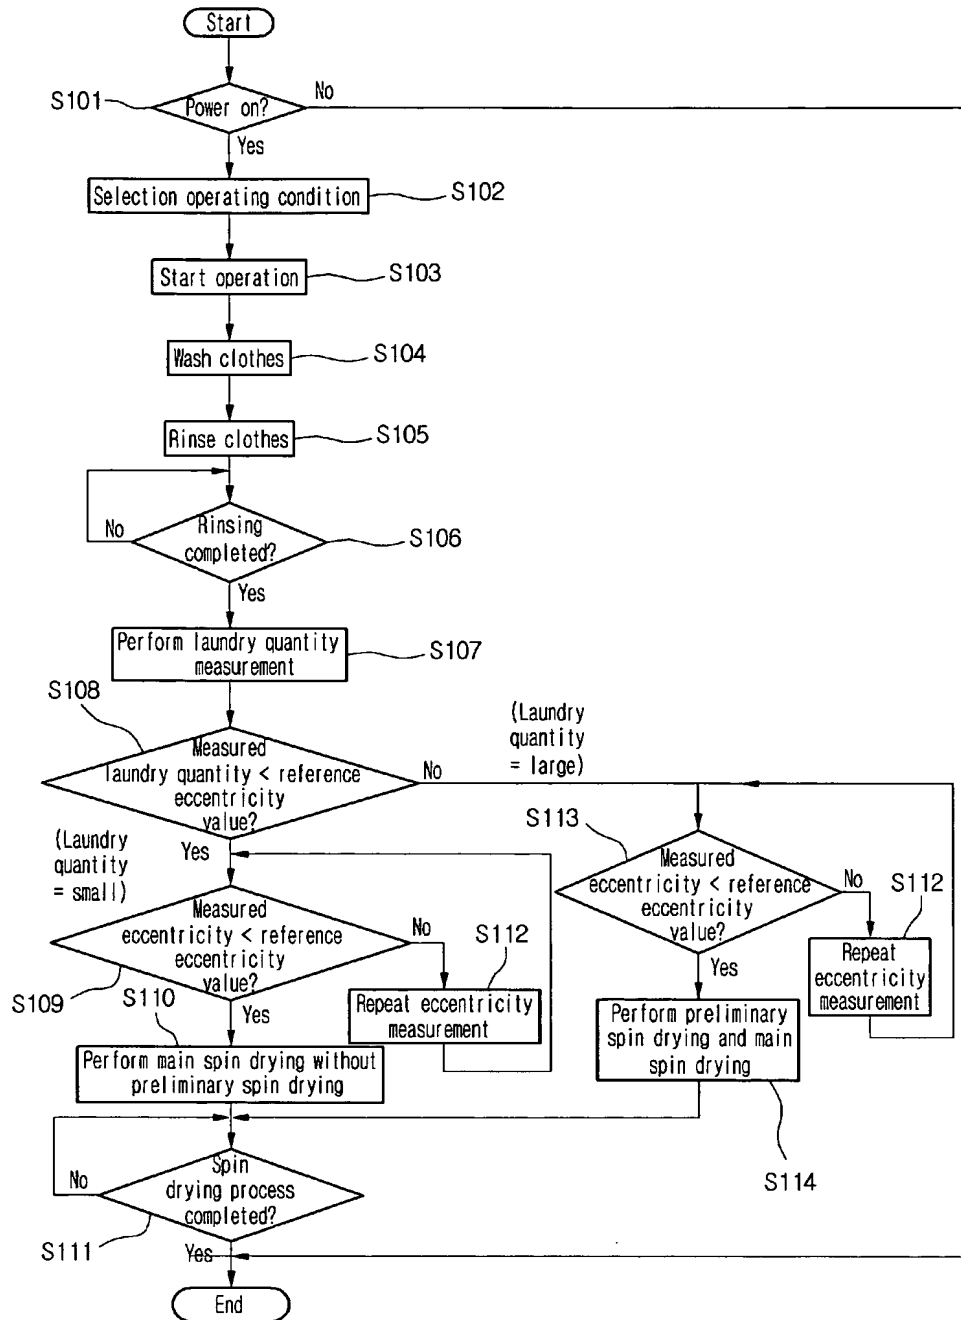 Start
S101
Power on?
No
Yes
Selection operating condition
S102
Start operation
S103
Wash clothes
S104
Rinse clothes
S105
No
Rinsing
completed?
S106
Yes
Perform laundry quantity
measurement
S107
S108
Measured
laundry quantity < reference
eccentricity
value?
No
(Laundry
quantity
= large)
Yes
(Laundry
quantity
= small)
S113
Measured
eccentricity < reference
eccentricity
value?
No
S112
Repeat
eccentricity
measurement
Yes
Measured
eccentricity < reference
eccentricity
value?
No
S112
Repeat eccentricity
measurement
S109
S110
Yes
Perform main spin drying without
preliminary spin drying
Perform preliminary
spin drying and main
spin drying
S114
No
Spin
drying process
completed?
S111
Yes
End